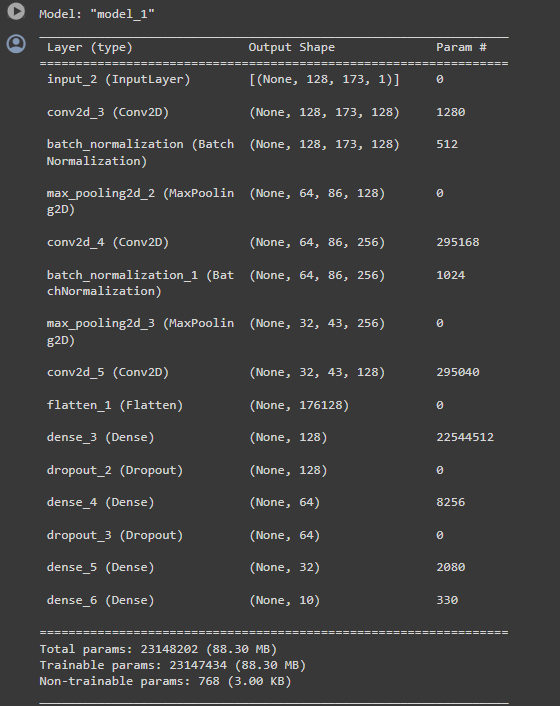 Model: "model_1"
Layer (type) Output Shape Param #
input_2 (InputLayer) [(None, 128, 173, 1)] 0
conv2d_3 (Conv2D) (None, 128, 173, 128) 1280
batch_normalization (Batch (None, 128, 173, 128) 512
Normalization)
max_pooling2d_2 (MaxPoolin (None, 64, 86, 128) 0
g2D)
conv2d_4 (Conv2D) (None, 64, 86, 256) 295168
batch_normalization_1 (Bat (None, 64, 86, 256) 1024
chNormalization)
max_pooling2d_3 (MaxPoolin (None, 32, 43, 256) 0
g2D)
conv2d_5 (Conv2D) (None, 32, 43, 128) 295040
flatten_1 (Flatten) (None, 176128) 0
dense_3 (Dense) (None, 128) 22544512
dropout_2 (Dropout) (None, 128) 0
dense_4 (Dense) (None, 64) 8256
dropout_3 (Dropout) (None, 64) 0
dense_5 (Dense) (None, 32) 2080
dense_6 (Dense) (None, 10) 330
Total params: 23148202 (88.30 MB)
Trainable params: 23147434 (88.30 MB)
Non-trainable params: 768 (3.00 KB)